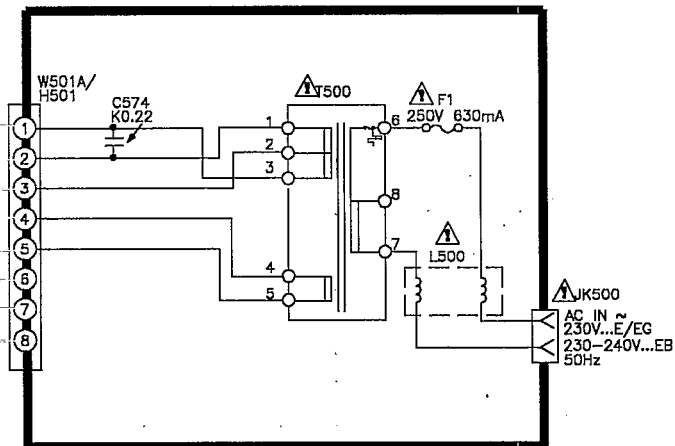 W501A/
H501
C574
K0.22
1
2
3
4
5
6
7
8
T500
1
2
3
4
5
6
8
7
F1
250V 630mA
L500
JK500
AC IN ~
230V...E/EG
230-240V...EB
50Hz